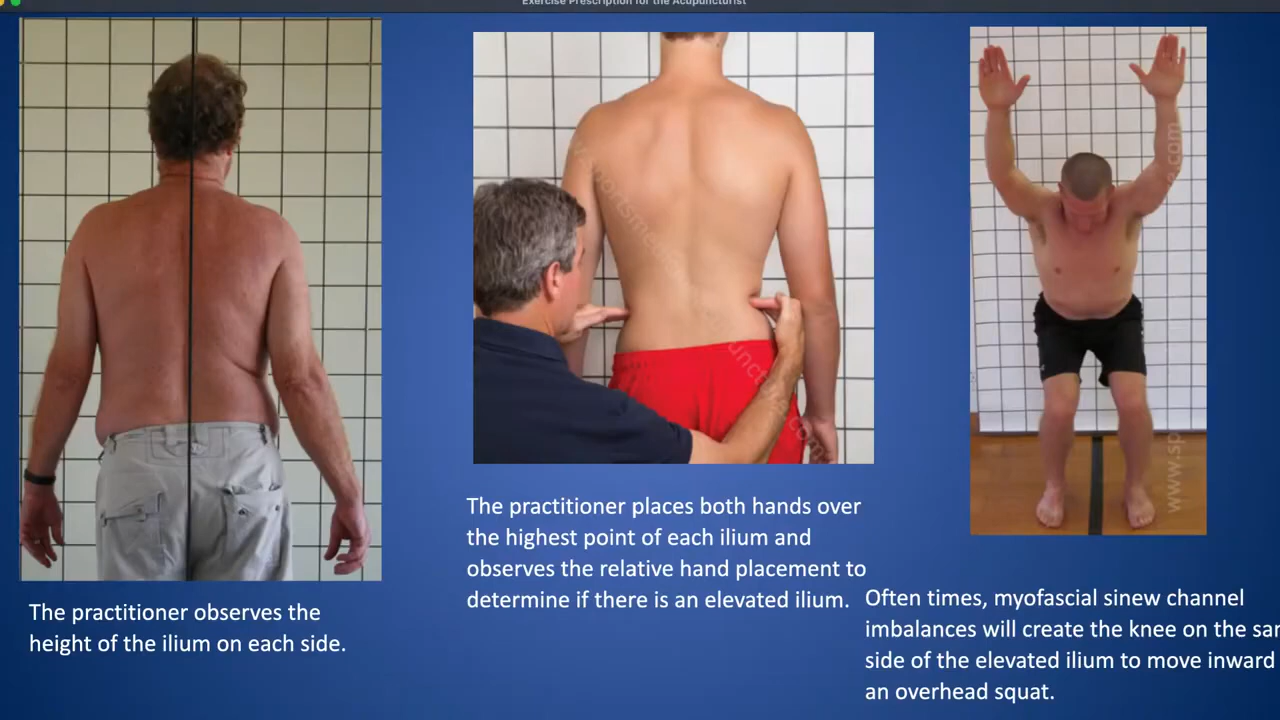 Exercise Prescription for the Acupuncturist
The practitioner observes the
height of the ilium on each side.
The practitioner places both hands over
the highest point of each ilium and
observes the relative hand placement to
determine if there is an elevated ilium.
Often times, myofascial sinew channel
imbalances will create the knee on the
side of the elevated ilium to move inward
an overhead squat.
www.sp
e.com